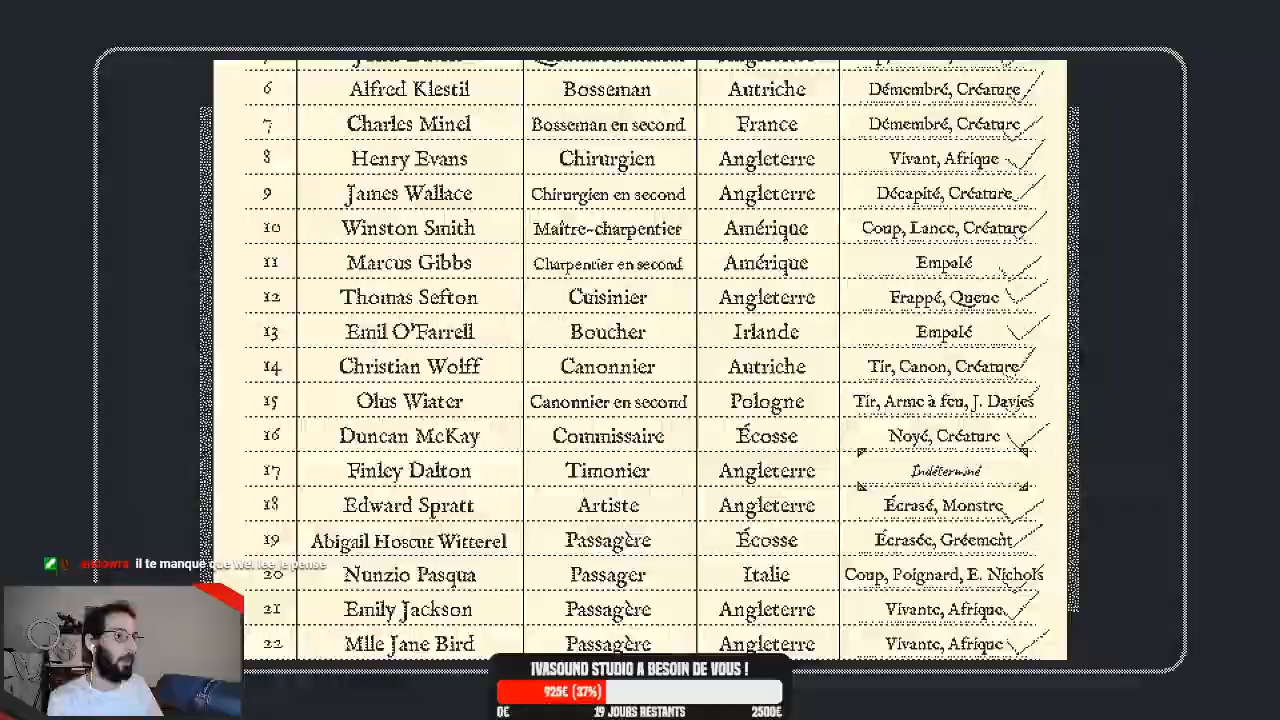 6 Alfred Klestil Bosseman Autriche Démembré, Créature
7 Charles Minel Bosseman en second France Démembré, Créature
8 Henry Evans Chirurgien Angleterre Vivant, Afrique
9 James Wallace Chirurgien en second Angleterre Décapité, Créature
10 Winston Smith Maître-charpentier Amérique Coup, Lance, Créature
11 Marcus Gibbs Charpentier en second Amérique Empalé
12 Thomas Sefton Cuisinier Angleterre Frappé, Queue
13 Emil O'Farrell Boucher Irlande Empalé
14 Christian Wolff Canonnier Autriche Tir, Canon, Créature
15 Olus Wiater Canonnier en second Pologne Tir, Arme à feu, J. Davies
16 Duncan McKay Commissaire Écosse Noyé, Créature
17 Finley Dalton Timonier Angleterre Indéterminé
18 Edward Spratt Artiste Angleterre Écrasé, Monstre
19 Abigail Hoscut Witterel Passagère Écosse Écrasée, Gréement
il te manque que wei lee je pense
20 Nunzio Pasqua Passager Italie Coup, Poignard, E. Nichols
21 Emily Jackson Passagère Angleterre Vivante, Afrique
22 Mlle Jane Bird Passagère Angleterre Vivante, Afrique
IVASOUND STUDIO A BESOIN DE VOUS !
925€ (37%)
0€ 19 JOURS RESTANTS 2500€